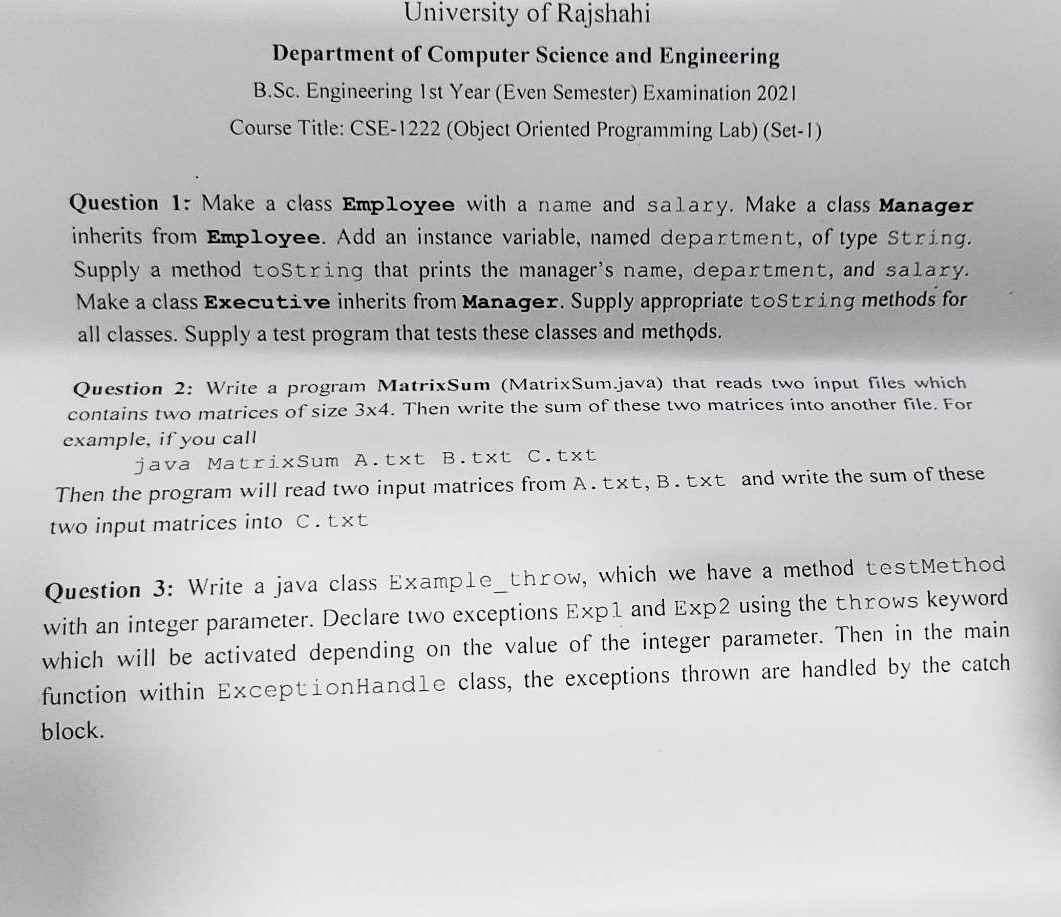 University of Rajshahi
Department of Computer Science and Engineering
B.Sc. Engineering 1st Year (Even Semester) Examination 2021
Course Title: CSE-1222 (Object Oriented Programming Lab) (Set-1)
Question 1: Make a class Employee with a name and salary. Make a class Manager
inherits from Employee. Add an instance variable, named department, of type String.
Supply a method toString that prints the manager's name, department, and salary.
Make a class Executive inherits from Manager. Supply appropriate toString methods for
all classes. Supply a test program that tests these classes and methods.
Question 2: Write a program MatrixSum (MatrixSum.java) that reads two input files which
contains two matrices of size 3x4. Then write the sum of these two matrices into another file. For
example, if you call
java MatrixSum A.txt B.txt C.txt
Then the program will read two input matrices from A.txt, B.txt and write the sum of these
two input matrices into C.txt
Question 3: Write a java class Example_throw, which we have a method testMethod
with an integer parameter. Declare two exceptions Exp1 and Exp2 using the throws keyword
which will be activated depending on the value of the integer parameter. Then in the main
function within ExceptionHandle class, the exceptions thrown are handled by the catch
block.